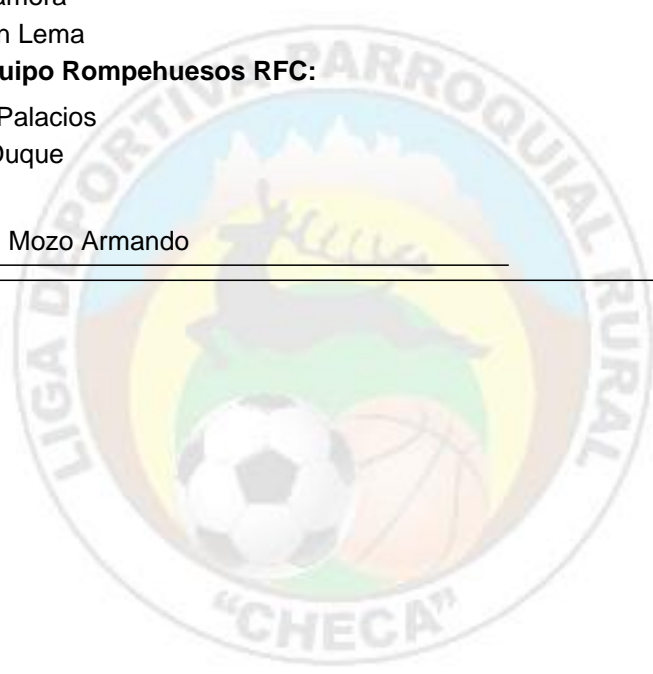 amora
n Lema
uipo Rompehuesos RFC:
Palacios
Duque
Mozo Armando
LIGA DEPORTIVA PARROQUIAL RURAL
“CHECA”